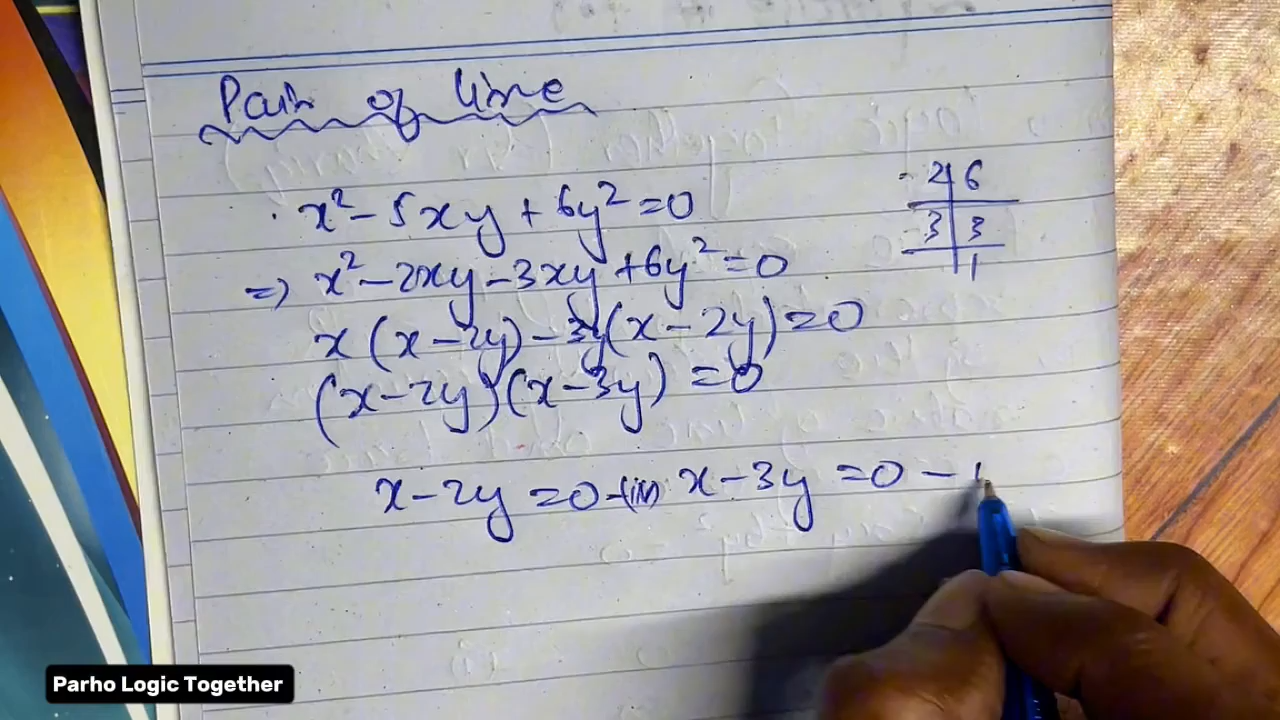 Pair of line
x² - 5xy + 6y² = 0
=> x² - 2xy - 3xy + 6y² = 0
x(x - 2y) - 3y(x - 2y) = 0
(x - 2y)(x - 3y) = 0
x - 2y = 0 x - 3y = 0 -
2 | 6
3 | 3
1
Parho Logic Together